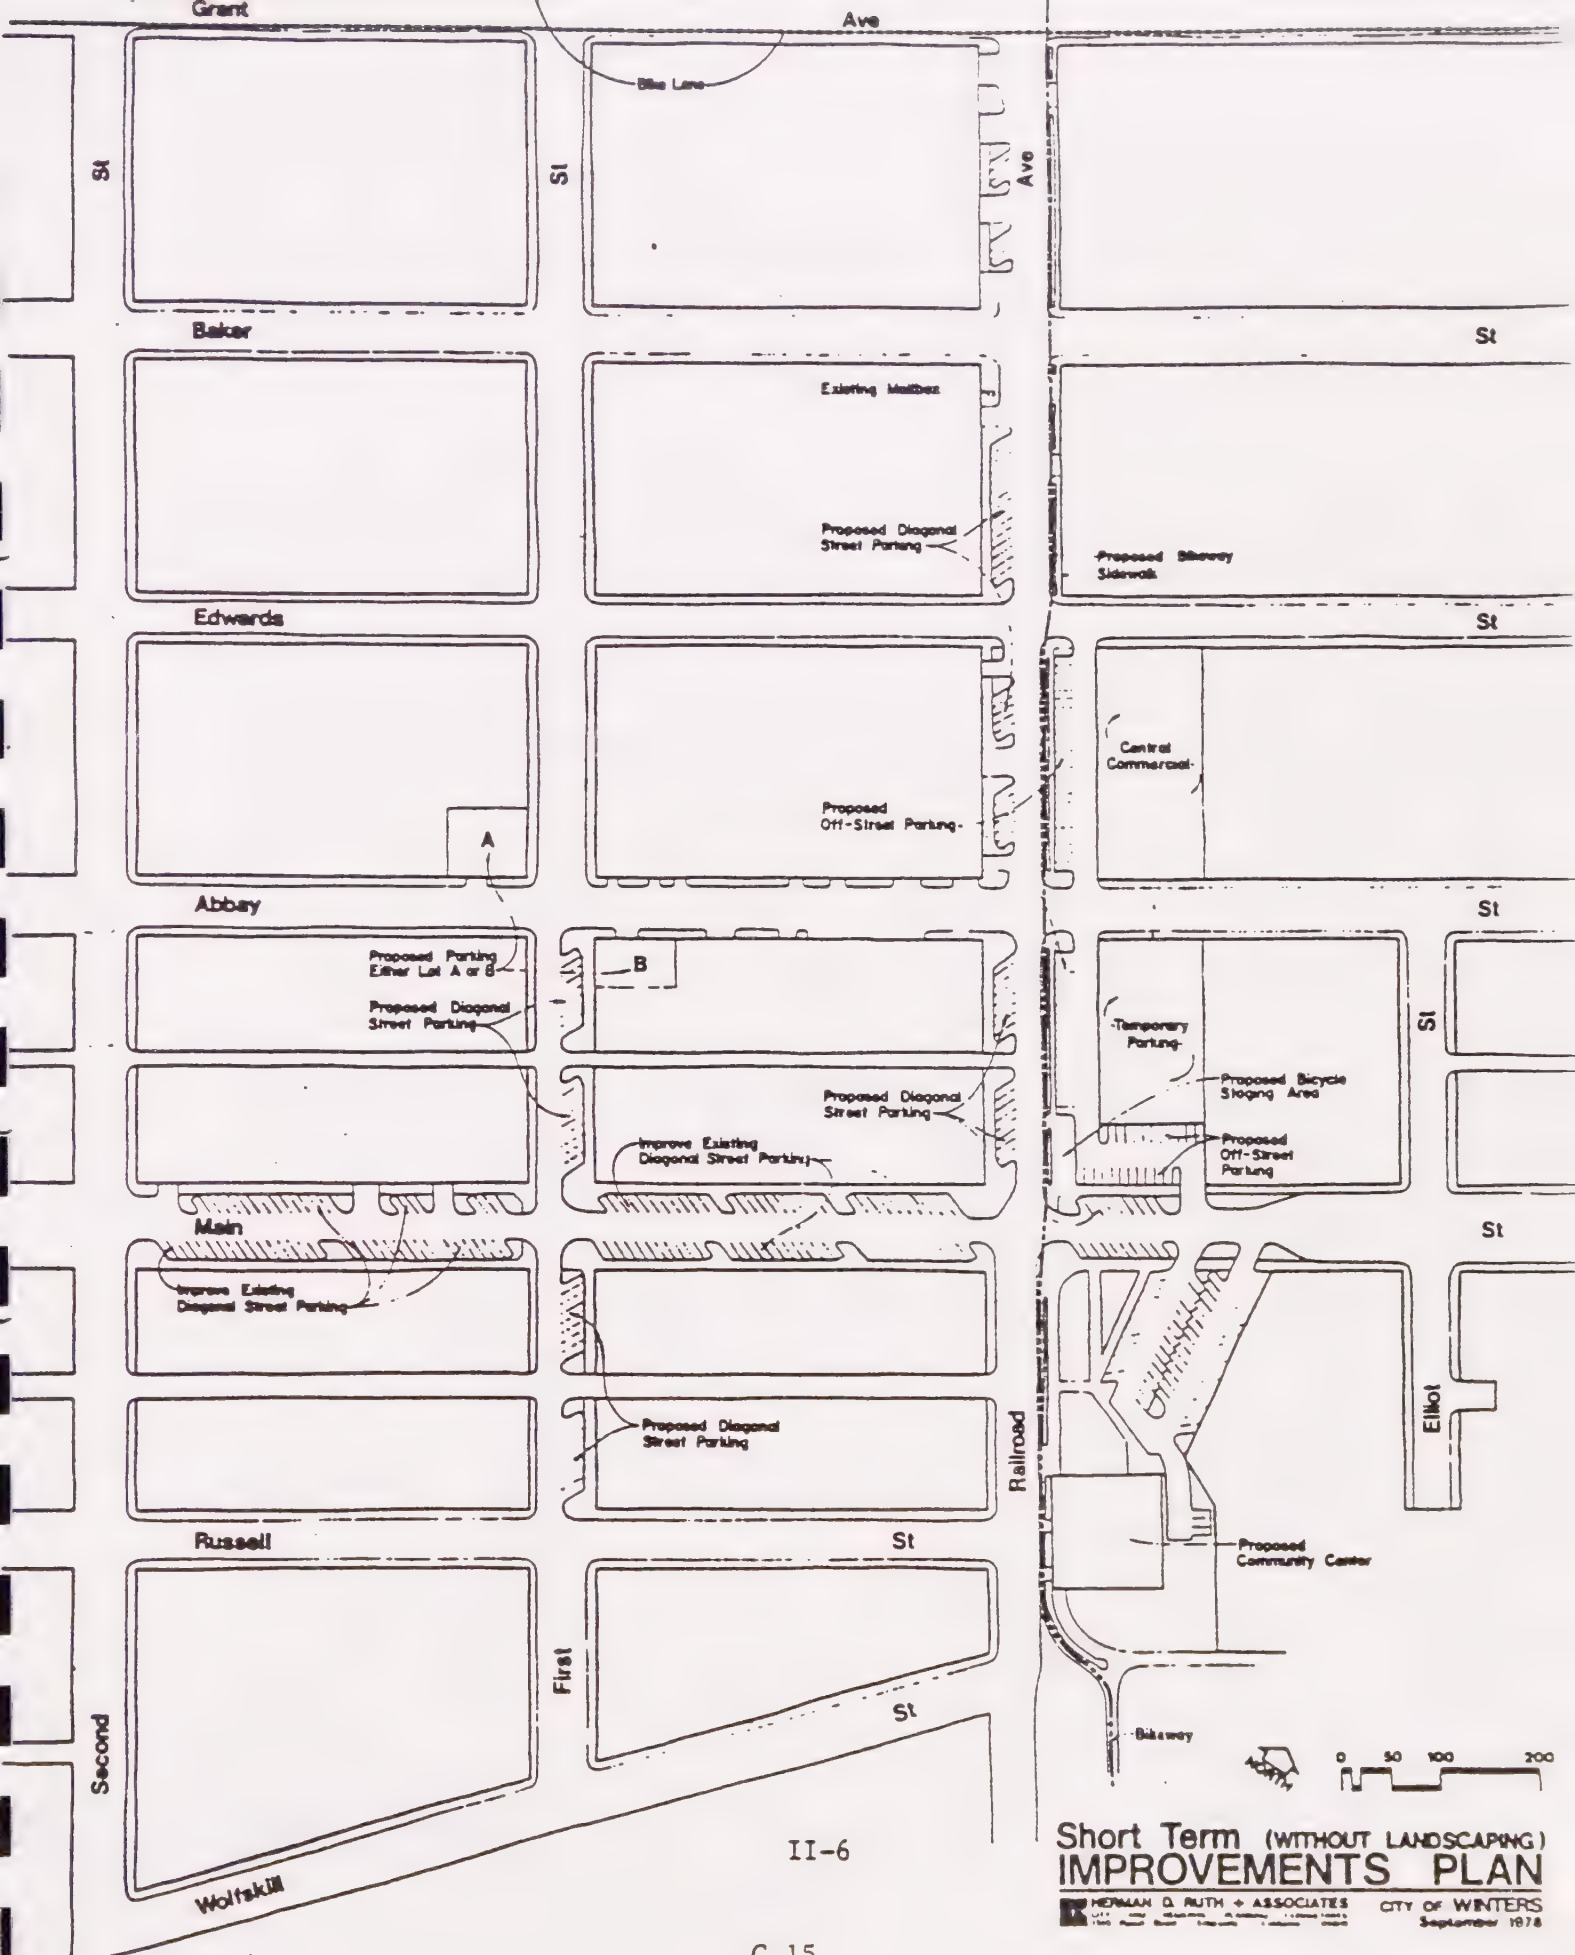 Grant
Ave
Bike Lane
St
St
Ave
Baker
St
Existing Mailbox
Proposed Diagonal
Street Parking
Proposed Bikeway
Sidewalk
Edwards
St
Central
Commercial
Proposed
Off-Street Parking
A
Abbey
St
Proposed Parking
Either Lot A or B
B
Proposed Diagonal
Street Parking
Temporary
Parking
St
Proposed Bicycle
Staging Area
Proposed Diagonal
Street Parking
Improve Existing
Diagonal Street Parking
Proposed
Off-Street
Parking
Main
St
Improve Existing
Diagonal Street Parking
Proposed Diagonal
Street Parking
Railroad
Elliot
Russell
St
Proposed
Community Center
First
Second
St
Bikeway
NORTH
0 50 100 200
Wolfskill
II-6
Short Term (WITHOUT LANDSCAPING)
IMPROVEMENTS PLAN
HERMAN D. RUTH + ASSOCIATES CITY OF WINTERS
September 1978
C 15